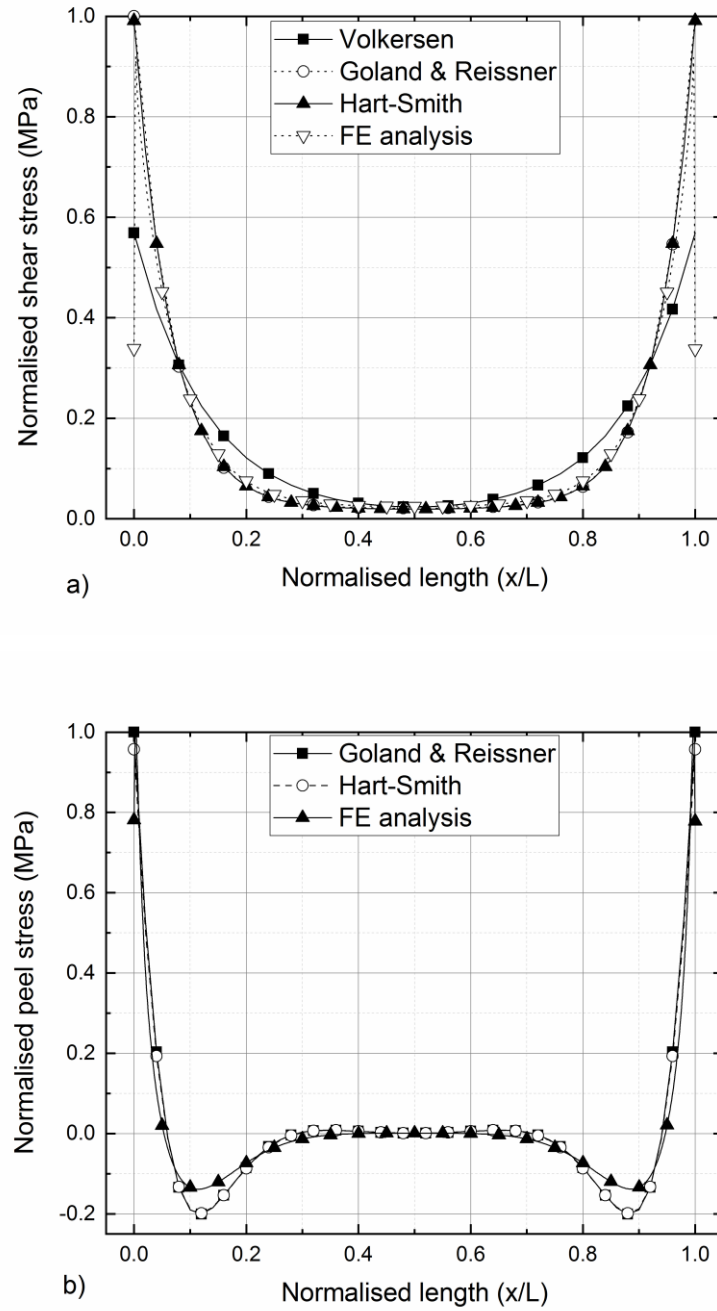 1.0
0.8
0.6
0.4
0.2
0.0
Normalised shear stress (MPa)
Volkersen
Goland & Reissner
Hart-Smith
FE analysis
0.0 0.2 0.4 0.6 0.8 1.0
Normalised length (x/L)
a)
1.0
0.8
0.6
0.4
0.2
0.0
-0.2
Normalised peel stress (MPa)
Goland & Reissner
Hart-Smith
FE analysis
0.0 0.2 0.4 0.6 0.8 1.0
Normalised length (x/L)
b)